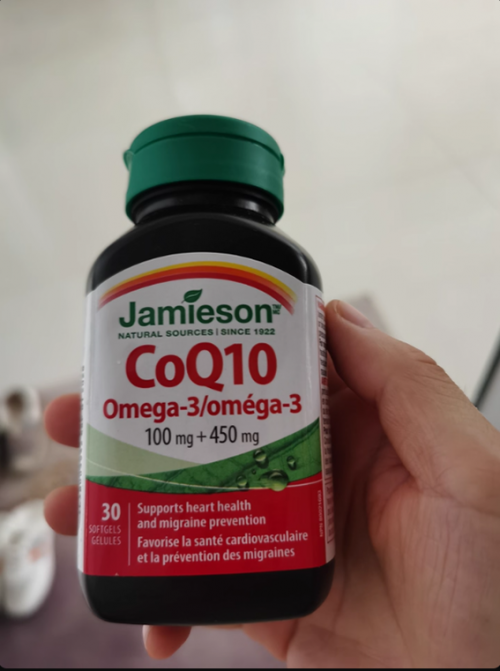 Jamieson™
NATURAL SOURCES | SINCE 1922
CoQ10
Omega-3/oméga-3
100 mg + 450 mg
30
SOFTGELS
GÉLULES
Supports heart health
and migraine prevention
Favorise la santé cardiovasculaire
et la prévention des migraines